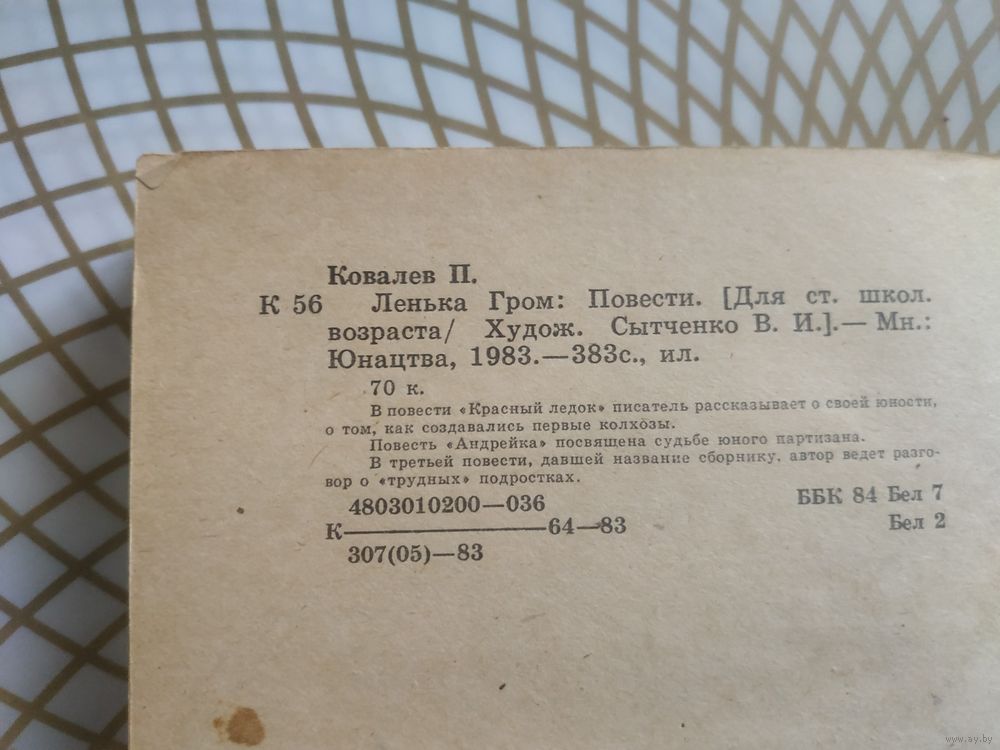 Ковалев П.
К 56 Ленька Гром: Повести. [Для ст. школ.
возраста/ Худож. Сытченко В. И.].— Мн.:
Юнацтва, 1983.—383с., ил.
70 к.
В повести «Красный ледок» писатель рассказывает о своей юности,
о том, как создавались первые колхозы.
Повесть «Андрейка» посвящена судьбе юного партизана.
В третьей повести, давшей название сборнику, автор ведет разго-
вор о «трудных» подростках.
4803010200—036
К—64—83
307(05)—83
ББК 84 Бел 7
Бел 2
www.ay.by